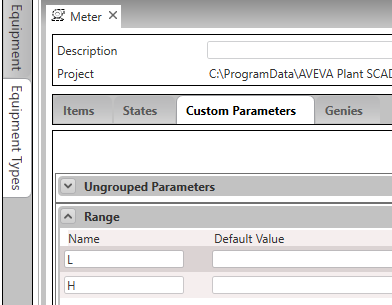 Equipment
Equipment Types
Meter
Description
Project C:\ProgramData\AVEVA Plant SCAD
Items States Custom Parameters Genies
Ungrouped Parameters
Range
Name Default Value
L
H